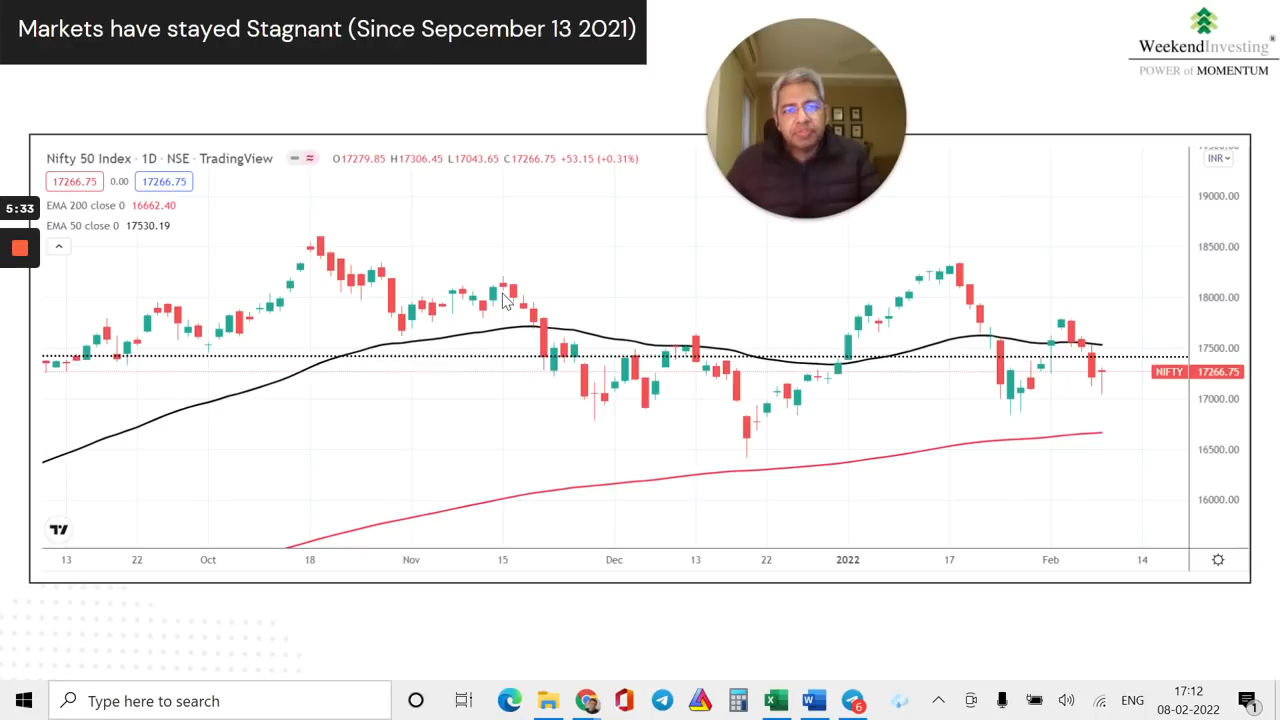 Markets have stayed Stagnant (Since Sepcember 13 2021)
WeekendInvesting®
POWER of MOMENTUM
Nifty 50 Index · 1D · NSE · TradingView
O17279.85 H17306.45 L17043.65 C17266.75 +53.15 (+0.31%)
INR
17266.75 0.00 17266.75
5:33
EMA 200 close 0 16662.40
EMA 50 close 0 17530.19
19000.00
18500.00
18000.00
17500.00
NIFTY 17266.75
17000.00
16500.00
16000.00
13 22 Oct 18 Nov 15 Dec 13 22 2022 17 Feb 14
Type here to search
6
ENG
17:12
08-02-2022
1